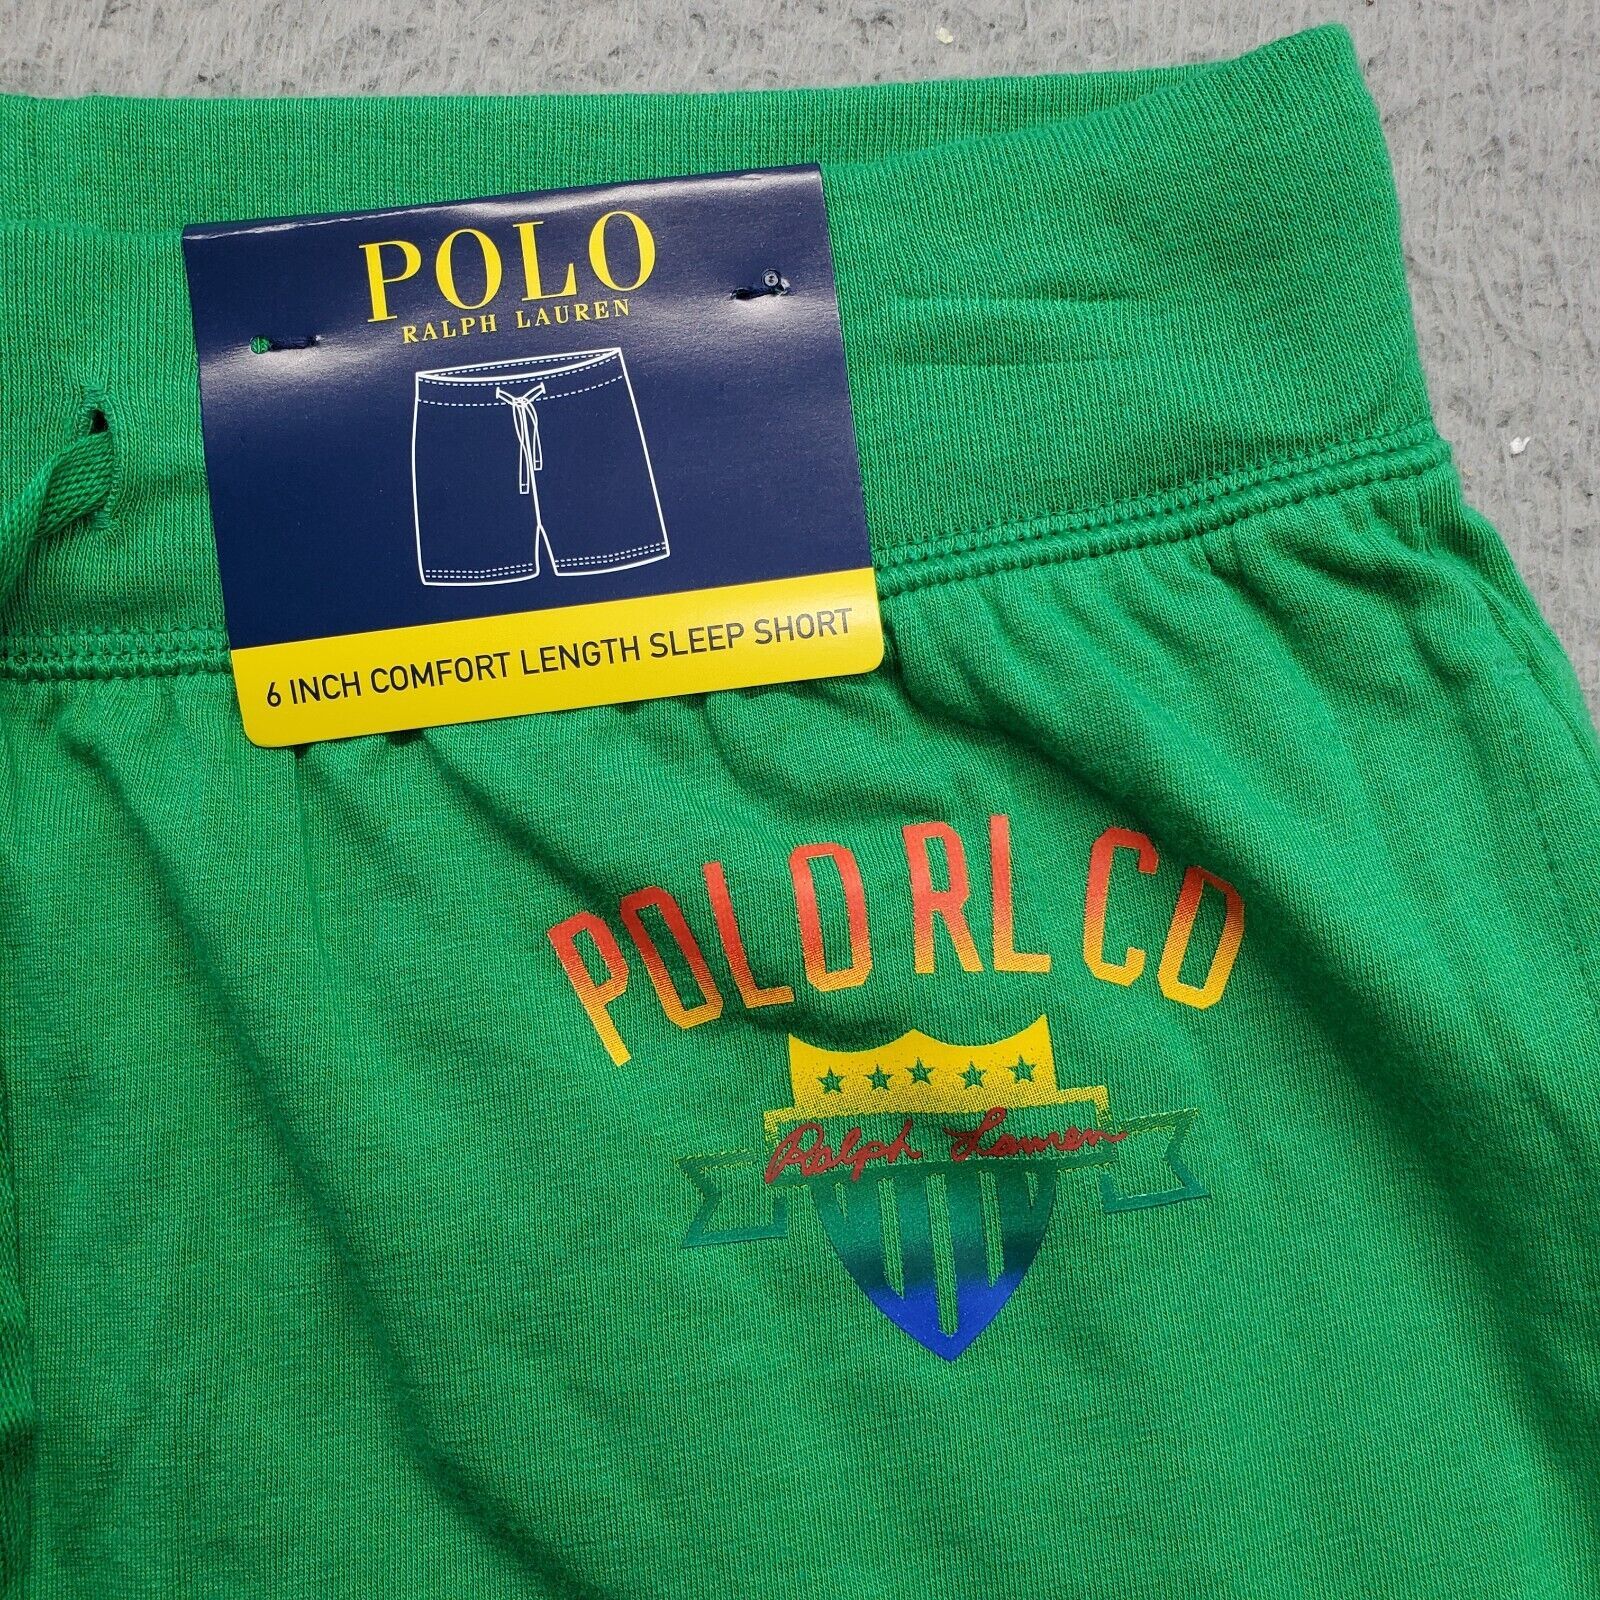 POLO
RALPH LAUREN
6 INCH COMFORT LENGTH SLEEP SHORT
POLO RL CO
Ralph Lauren